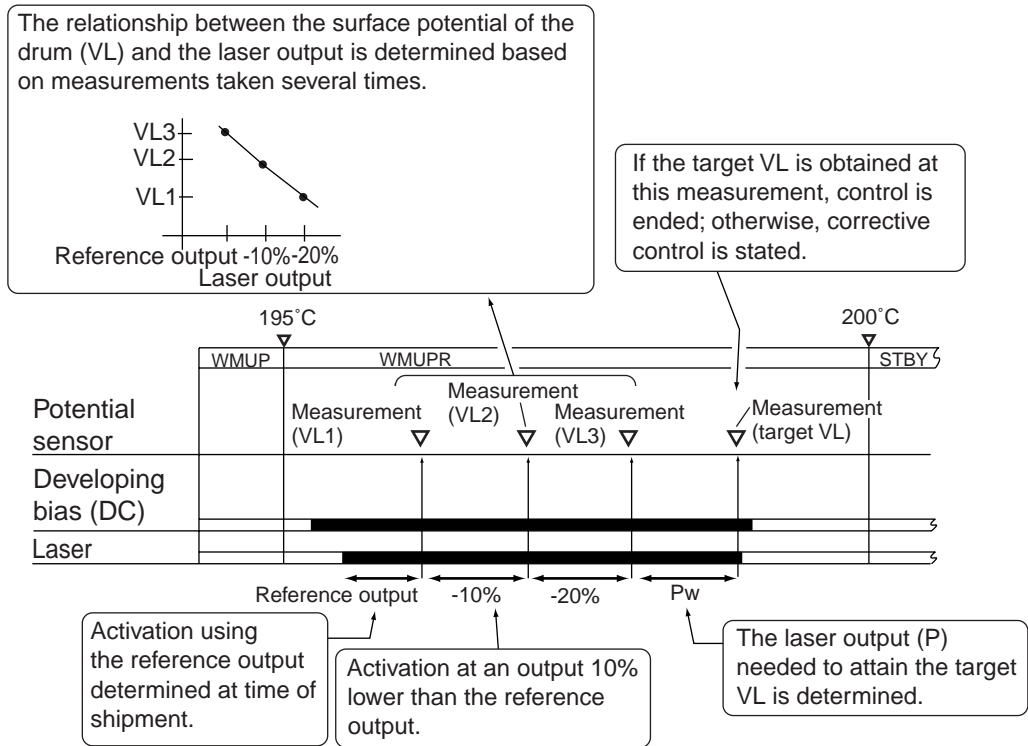 The relationship between the surface potential of the
drum (VL) and the laser output is determined based
on measurements taken several times.
VL3
VL2
VL1
Reference output -10% -20%
Laser output
If the target VL is obtained at
this measurement, control is
ended; otherwise, corrective
control is stated.
195˚C
200˚C
WMUP
WMUPR
STBY
Potential
sensor
Measurement
(VL1)
Measurement
(VL2)
Measurement
(VL3)
Measurement
(target VL)
Developing
bias (DC)
Laser
Reference output
-10%
-20%
Pw
Activation using
the reference output
determined at time of
shipment.
Activation at an output 10%
lower than the reference
output.
The laser output (P)
needed to attain the target
VL is determined.